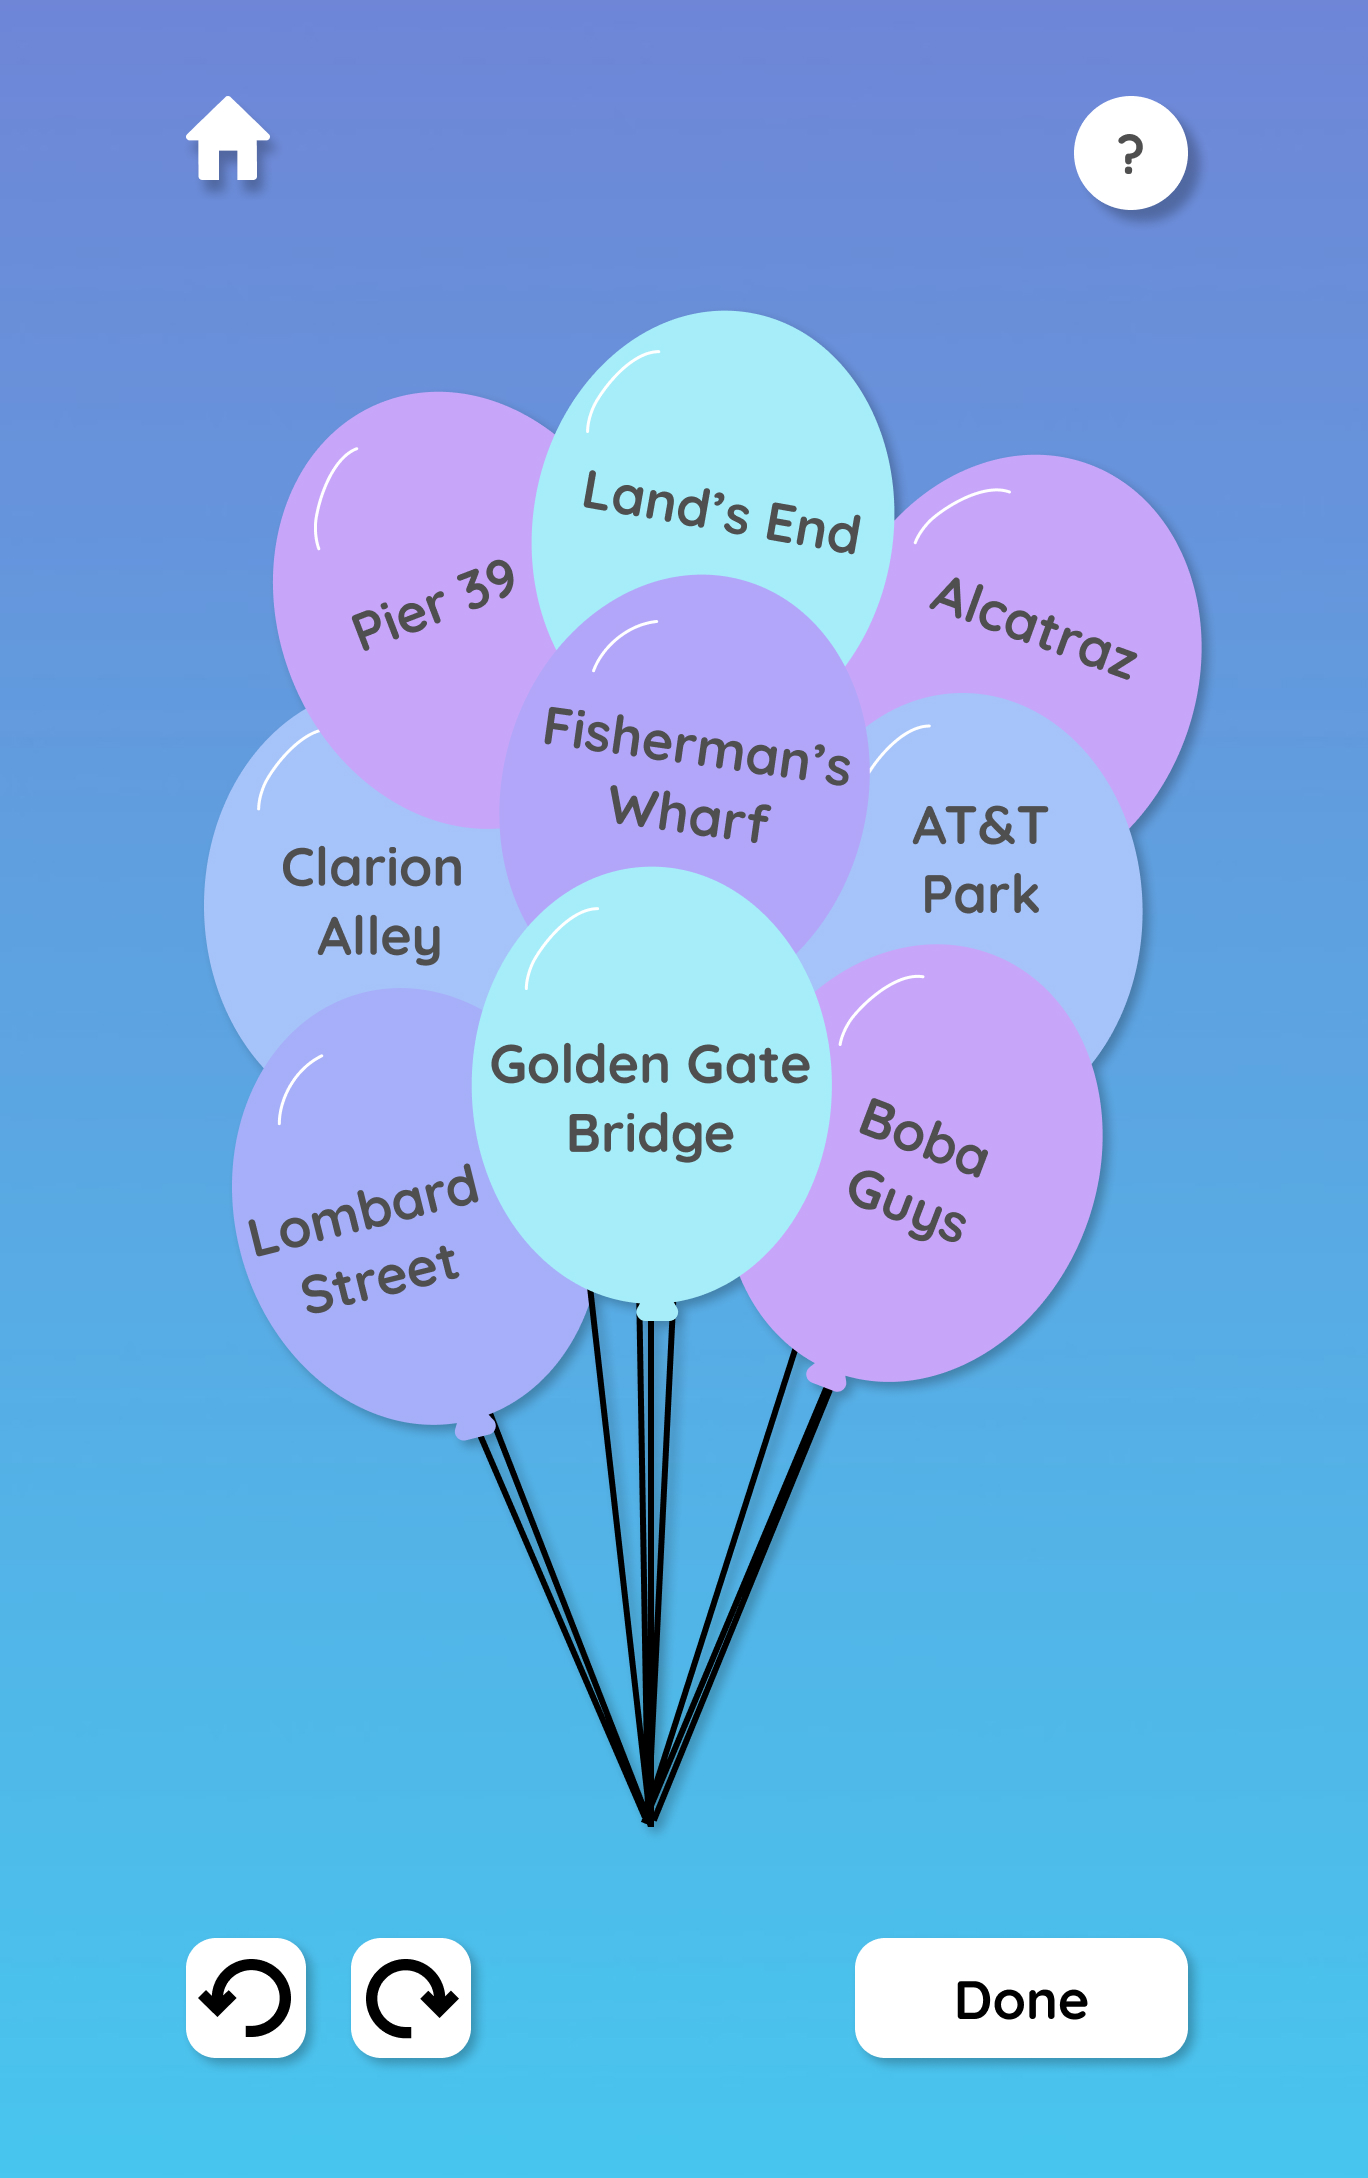 ?
Land’s End
Pier 39
Alcatraz
Fisherman’s
Wharf
AT&T
Park
Clarion
Alley
Golden Gate
Bridge
Boba
Guys
Lombard
Street
Done